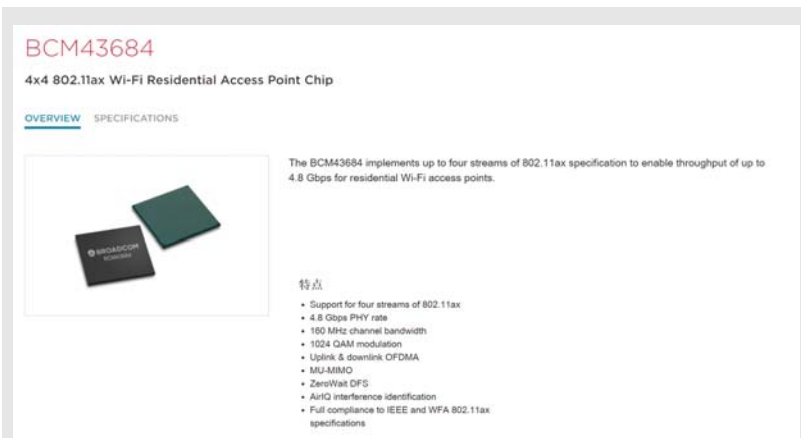 BCM43684
4x4 802.11ax Wi-Fi Residential Access Point Chip
OVERVIEW SPECIFICATIONS
The BCM43684 implements up to four streams of 802.11ax specification to enable throughput of up to
4.8 Gbps for residential Wi-Fi access points.
BROADCOM
特点
• Support for four streams of 802.11ax
• 4.8 Gbps PHY rate
• 160 MHz channel bandwidth
• 1024 QAM modulation
• Uplink & downlink OFDMA
• MU-MIMO
• ZeroWait DFS
• AirIQ interference identification
• Full compliance to IEEE and WFA 802.11ax
specifications